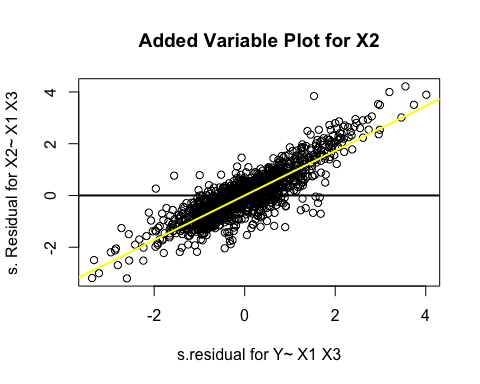 Added Variable Plot for X2
s. Residual for X2~ X1 X3
4
2
0
-2
-2 0 2 4
s.residual for Y~ X1 X3